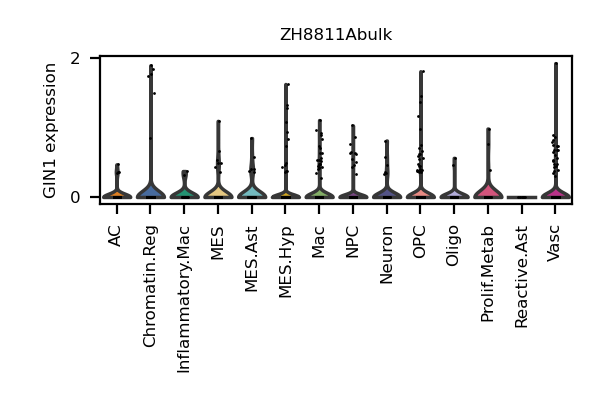 ZH8811Abulk
GIN1 expression
2
0
AC
Chromatin.Reg
Inflammatory.Mac
MES
MES.Ast
MES.Hyp
Mac
NPC
Neuron
OPC
Oligo
Prolif.Metab
Reactive.Ast
Vasc